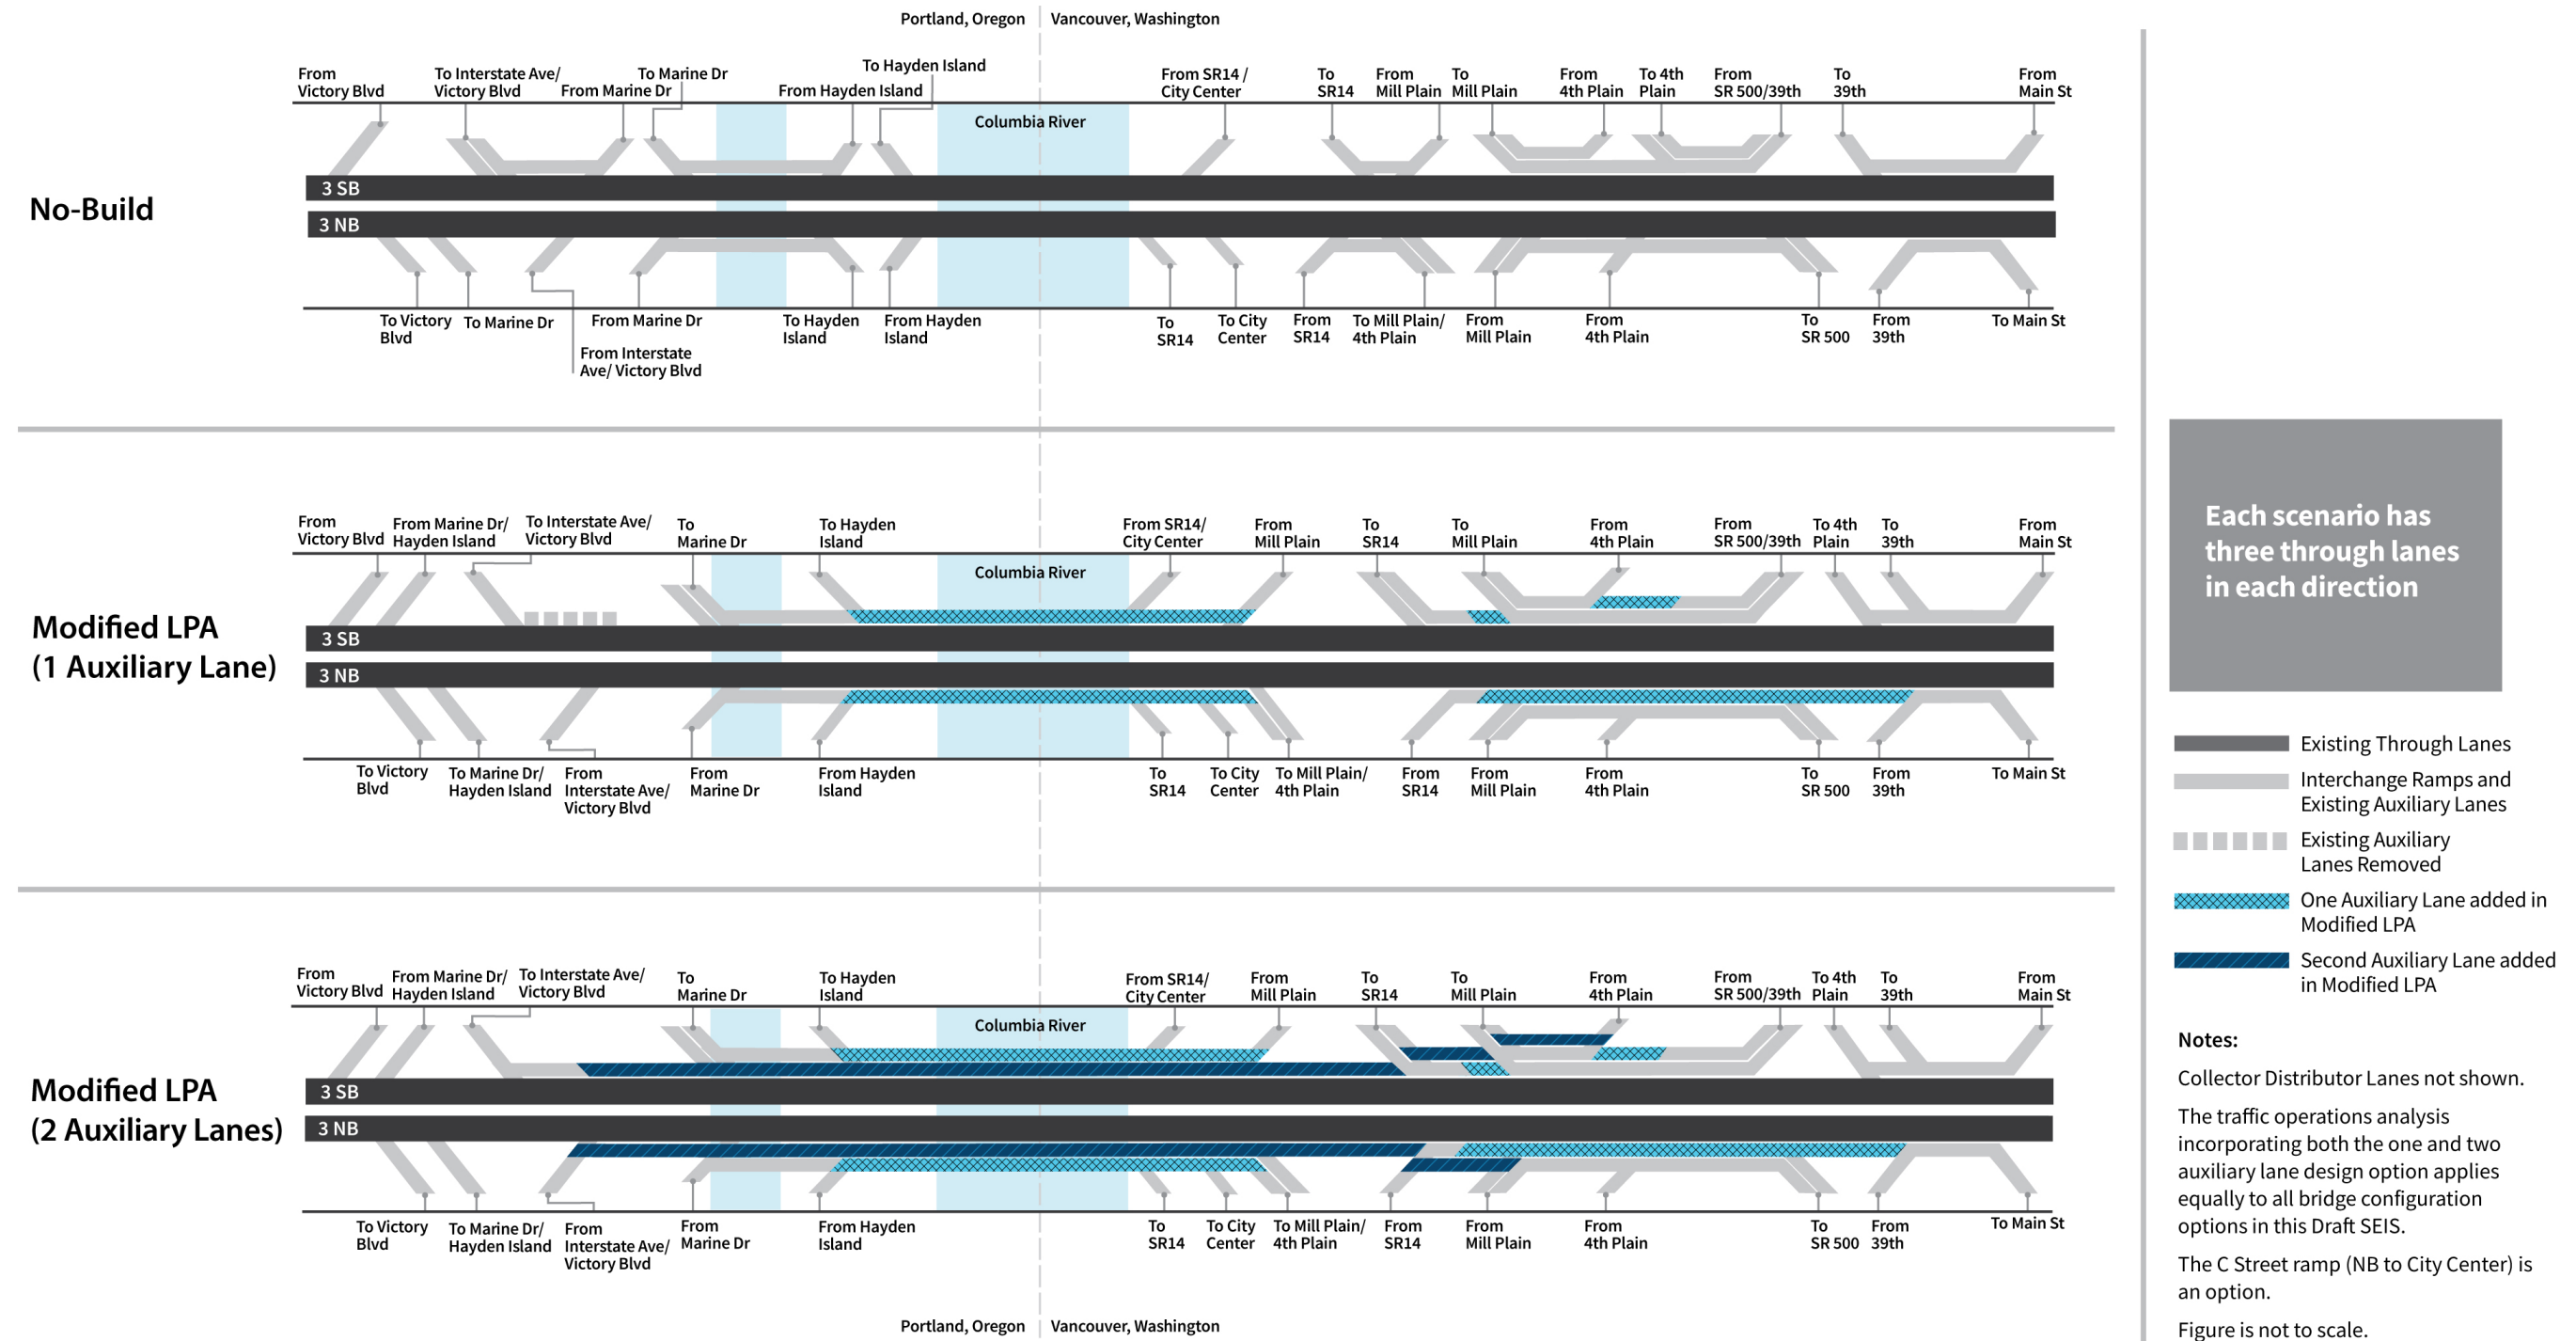 Portland, Oregon
Vancouver, Washington
From
Victory Blvd
To Interstate Ave/
Victory Blvd
From Marine Dr
To Marine Dr
From Hayden Island
To Hayden Island
From SR14 /
City Center
To
SR14
From
Mill Plain
To
Mill Plain
From
4th Plain
To 4th
Plain
From
SR 500/39th
To
39th
From
Main St
Columbia River
No-Build
3 SB
3 NB
To Victory
Blvd
To Marine Dr
From Interstate
Ave/ Victory Blvd
From Marine Dr
To Hayden
Island
From Hayden
Island
To
SR14
To City
Center
From
SR14
To Mill Plain/
4th Plain
From
Mill Plain
From
4th Plain
To
SR 500
From
39th
To Main St
From
Victory Blvd
From Marine Dr/
Hayden Island
To Interstate Ave/
Victory Blvd
To
Marine Dr
To Hayden
Island
From SR14/
City Center
From
Mill Plain
To
SR14
To
Mill Plain
From
4th Plain
From
SR 500/39th
To 4th
Plain
To
39th
From
Main St
Columbia River
Modified LPA
(1 Auxiliary Lane)
3 SB
3 NB
To Victory
Blvd
To Marine Dr/
Hayden Island
From
Interstate Ave/
Victory Blvd
From
Marine Dr
From Hayden
Island
To
SR14
To City
Center
To Mill Plain/
4th Plain
From
SR14
From
Mill Plain
From
4th Plain
To
SR 500
From
39th
To Main St
From
Victory Blvd
From Marine Dr/
Hayden Island
To Interstate Ave/
Victory Blvd
To
Marine Dr
To Hayden
Island
From SR14/
City Center
From
Mill Plain
To
SR14
To
Mill Plain
From
4th Plain
From
SR 500/39th
To 4th
Plain
To
39th
From
Main St
Columbia River
Modified LPA
(2 Auxiliary Lanes)
3 SB
3 NB
To Victory
Blvd
To Marine Dr/
Hayden Island
From
Interstate Ave/
Victory Blvd
From
Marine Dr
From Hayden
Island
To
SR14
To City
Center
To Mill Plain/
4th Plain
From
SR14
From
Mill Plain
From
4th Plain
To
SR 500
From
39th
To Main St
Portland, Oregon
Vancouver, Washington
Each scenario has
three through lanes
in each direction
Existing Through Lanes
Interchange Ramps and
Existing Auxiliary Lanes
Existing Auxiliary
Lanes Removed
One Auxiliary Lane added in
Modified LPA
Second Auxiliary Lane added
in Modified LPA
Notes:
Collector Distributor Lanes not shown.
The traffic operations analysis
incorporating both the one and two
auxiliary lane design option applies
equally to all bridge configuration
options in this Draft SEIS.
The C Street ramp (NB to City Center) is
an option.
Figure is not to scale.